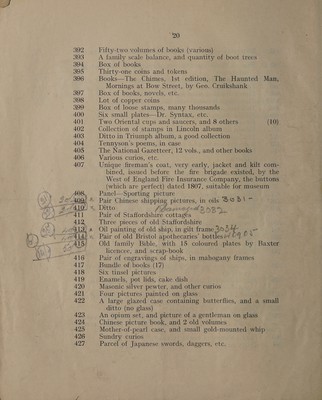 20
392 Fifty-two volumes of books (various)
393 A family scale balance, and quantity of boot trees
394 Box of books
395 Thirty-one coins and tokens
396 Books—The Chimes, 1st edition, The Haunted Man,
Mornings at Bow Street, by Geo. Cruikshank
397 Box of books, novels, etc.
398 Lot of copper coins
399 Box of loose stamps, many thousands
400 Six small plates—Dr. Syntax, etc.
401 Two Oriental cups and saucers, and 8 others (10)
402 Collection of stamps in Lincoln album
403 Ditto in Triumph album, a good collection
404 Tennyson's poems, in case
405 The National Gazetteer, 12 vols., and other books
406 Various curios, etc.
407 Unique fireman's coat, very early, jacket and kilt com-
bined, issued before the fire brigade existed, by the
West of England Fire Insurance Company, the buttons
(which are perfect) dated 1807, suitable for museum
408 Panel—Sporting picture
409 Pair Chinese shipping pictures, in oils 3031-
410 Ditto 3032
411 Pair of Staffordshire cottages
412 Three pieces of old Staffordshire
413 Oil painting of old ship, in gilt frame 3034
414 Pair of old Bristol apothecaries' bottles
415 Old family Bible, with 15 coloured plates by Baxter
licencee, and scrap-book
416 Pair of engravings of ships, in mahogany frames
417 Bundle of books (17)
418 Six tinsel pictures
419 Enamels, pot lids, cake dish
420 Masonic silver pewter, and other curios
421 Four pictures painted on glass
422 A large glazed case containing butterflies, and a small
ditto (no glass)
423 An opium set, and picture of a gentleman on glass
424 Chinese picture book, and 2 old volumes
425 Mother-of-pearl case, and small gold-mounted whip
426 Sundry curios
427 Parcel of Japanese swords, daggers, etc.